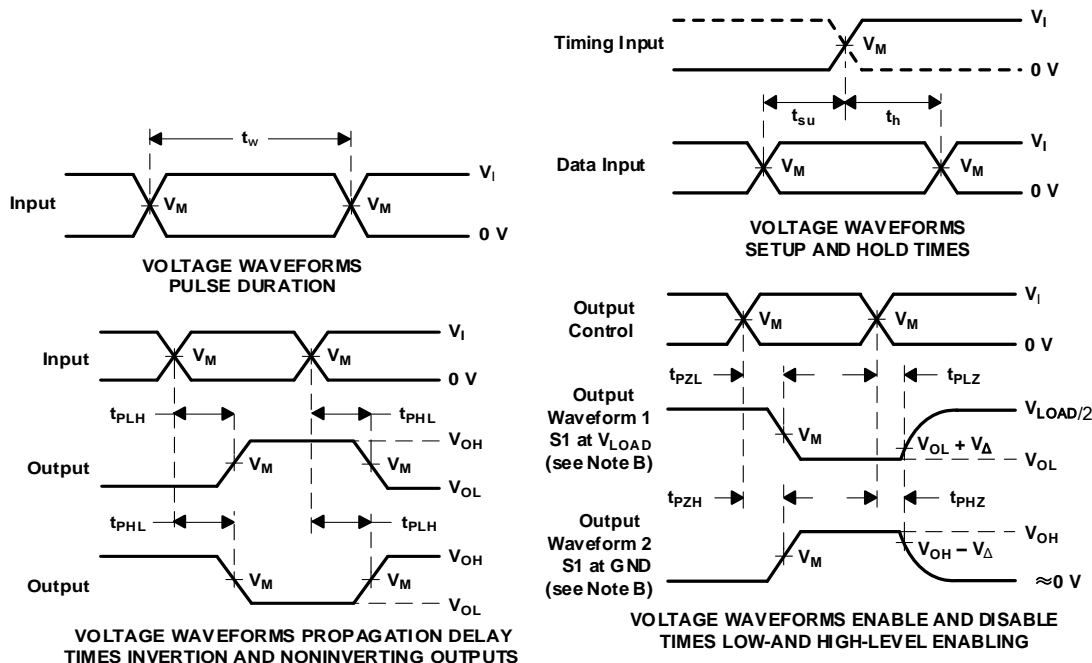 t_w
V_I
Input
V_M
V_M
0 V
VOLTAGE WAVEFORMS
PULSE DURATION
V_I
Timing Input
V_M
0 V
t_su
t_h
V_I
Data Input
V_M
V_M
0 V
VOLTAGE WAVEFORMS
SETUP AND HOLD TIMES
V_I
Input
V_M
V_M
0 V
t_PLH
t_PHL
V_OH
Output
V_M
V_M
V_OL
t_PHL
t_PLH
V_OH
Output
V_M
V_M
V_OL
VOLTAGE WAVEFORMS PROPAGATION DELAY
TIMES INVERTION AND NONINVERTING OUTPUTS
V_I
Output
Control
V_M
V_M
0 V
t_PZL
t_PLZ
Output
Waveform 1
S1 at V_LOAD
(see Note B)
V_LOAD/2
V_M
V_OL + V_Δ
V_OL
t_PZH
t_PHZ
Output
Waveform 2
S1 at GND
(see Note B)
V_OH
V_M
V_OH – V_Δ
≈0 V
VOLTAGE WAVEFORMS ENABLE AND DISABLE
TIMES LOW-AND HIGH-LEVEL ENABLING